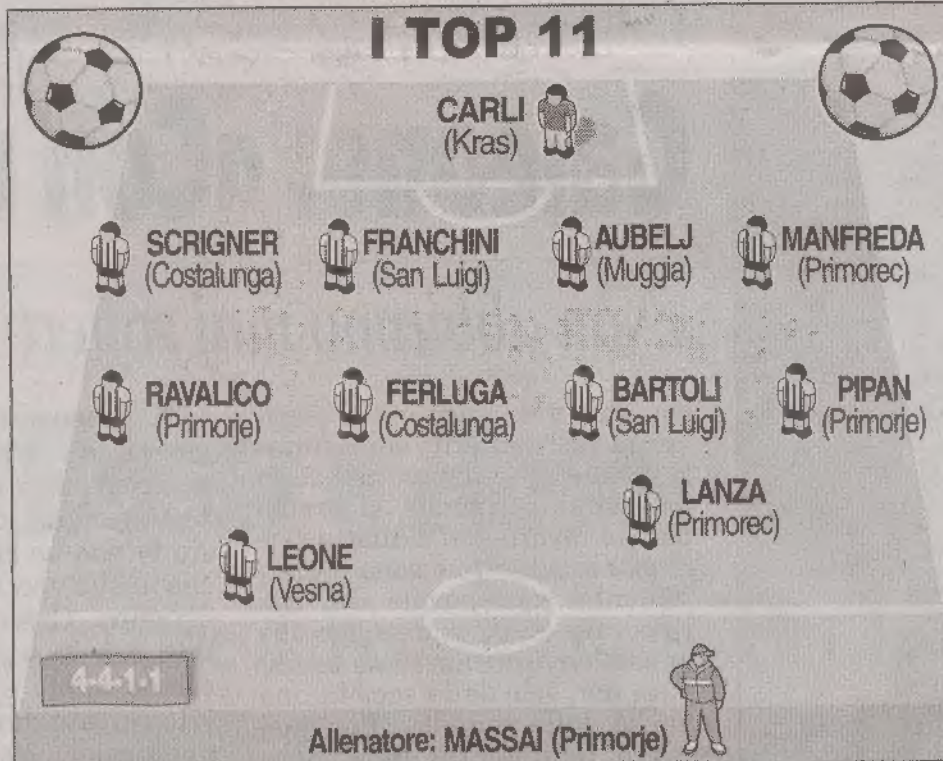 I TOP 11
CARLI
(Kras)
SCRIGNER
(Costalunga)
FRANCHINI
(San Luigi)
AUBELJ
(Muggia)
MANFREDA
(Primorec)
RAVALICO
(Primorje)
FERLUGA
(Costalunga)
BARTOLI
(San Luigi)
PIPAN
(Primorje)
LANZA
(Primorec)
LEONE
(Vesna)
4-4-1-1
Allenatore: MASSAI (Primorje)